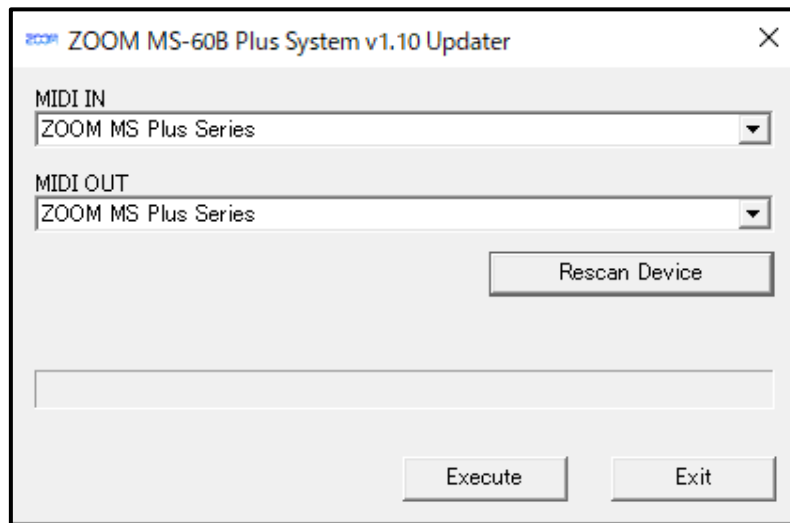 ZOOM ZOOM MS-60B Plus System v1.10 Updater
MIDI IN
ZOOM MS Plus Series
MIDI OUT
ZOOM MS Plus Series
Rescan Device
Execute Exit